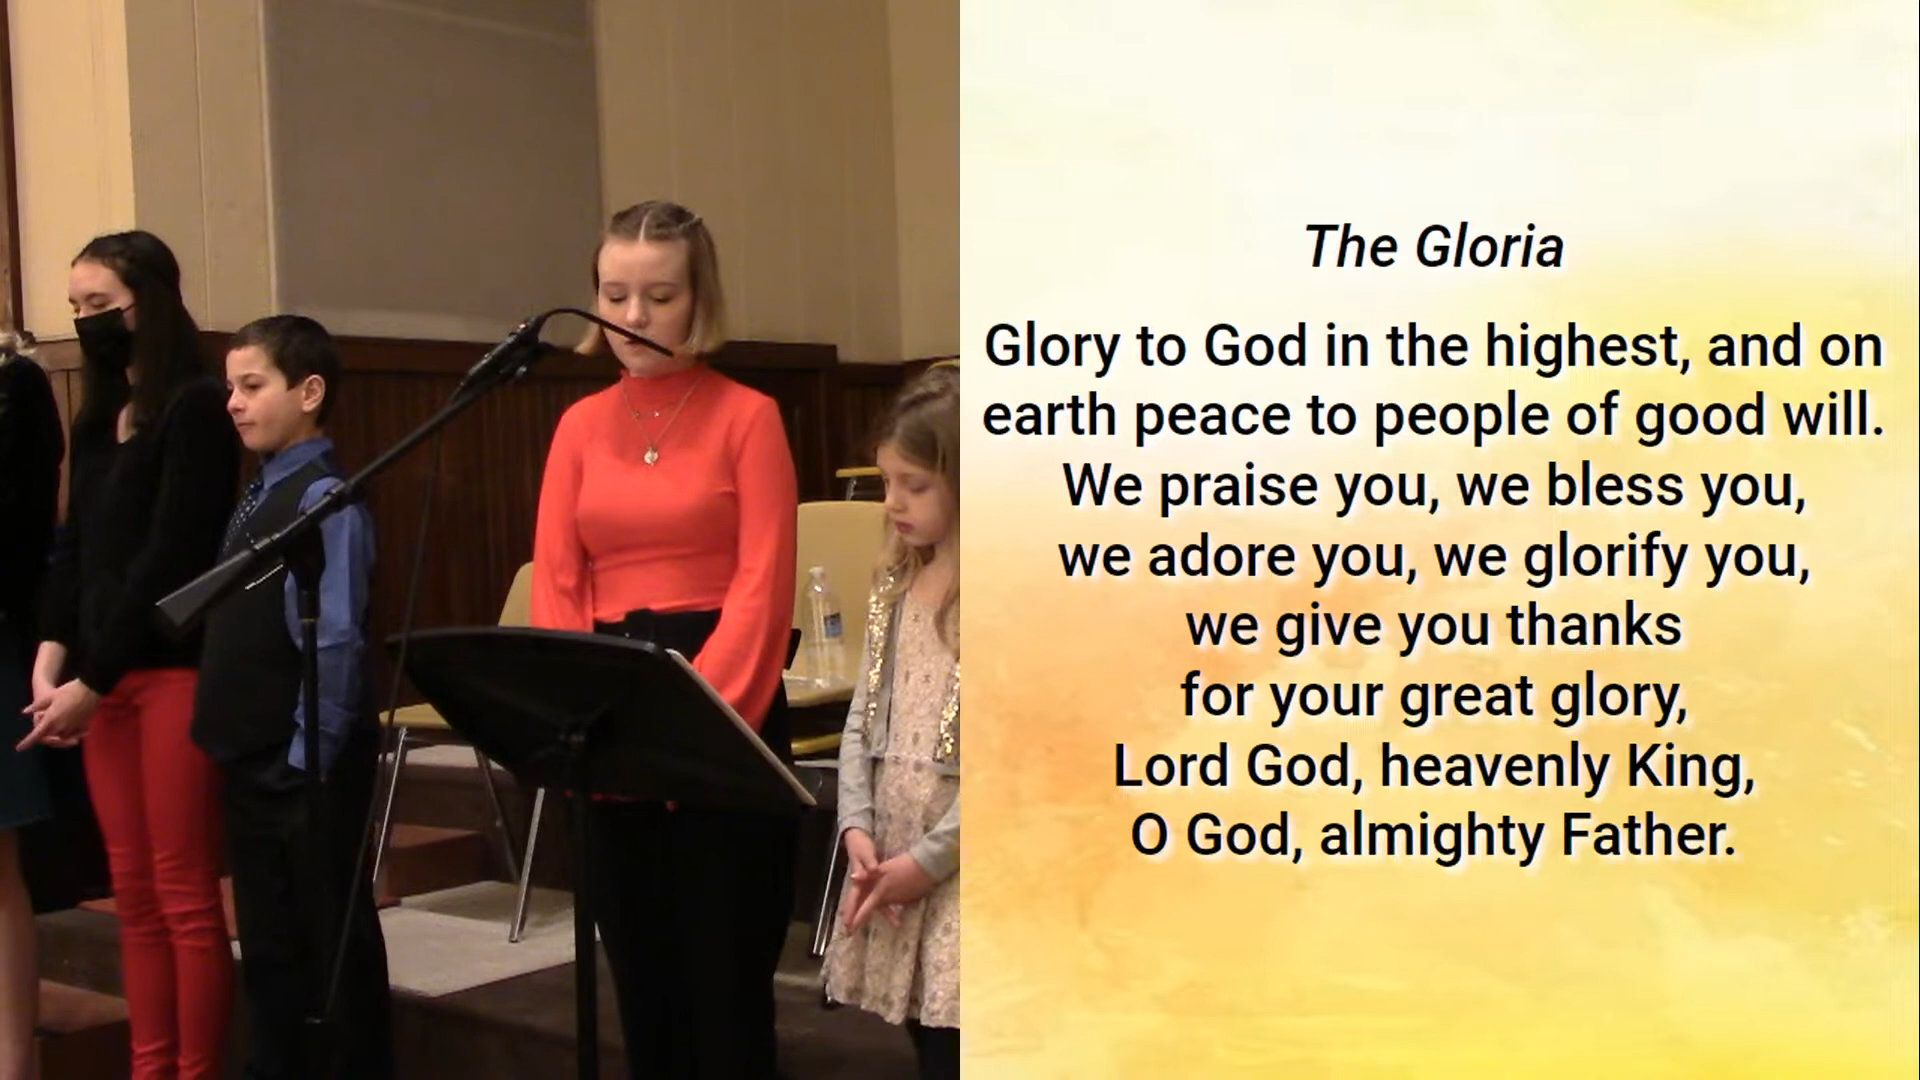 The Gloria
Glory to God in the highest, and on
earth peace to people of good will.
We praise you, we bless you,
we adore you, we glorify you,
we give you thanks
for your great glory,
Lord God, heavenly King,
O God, almighty Father.